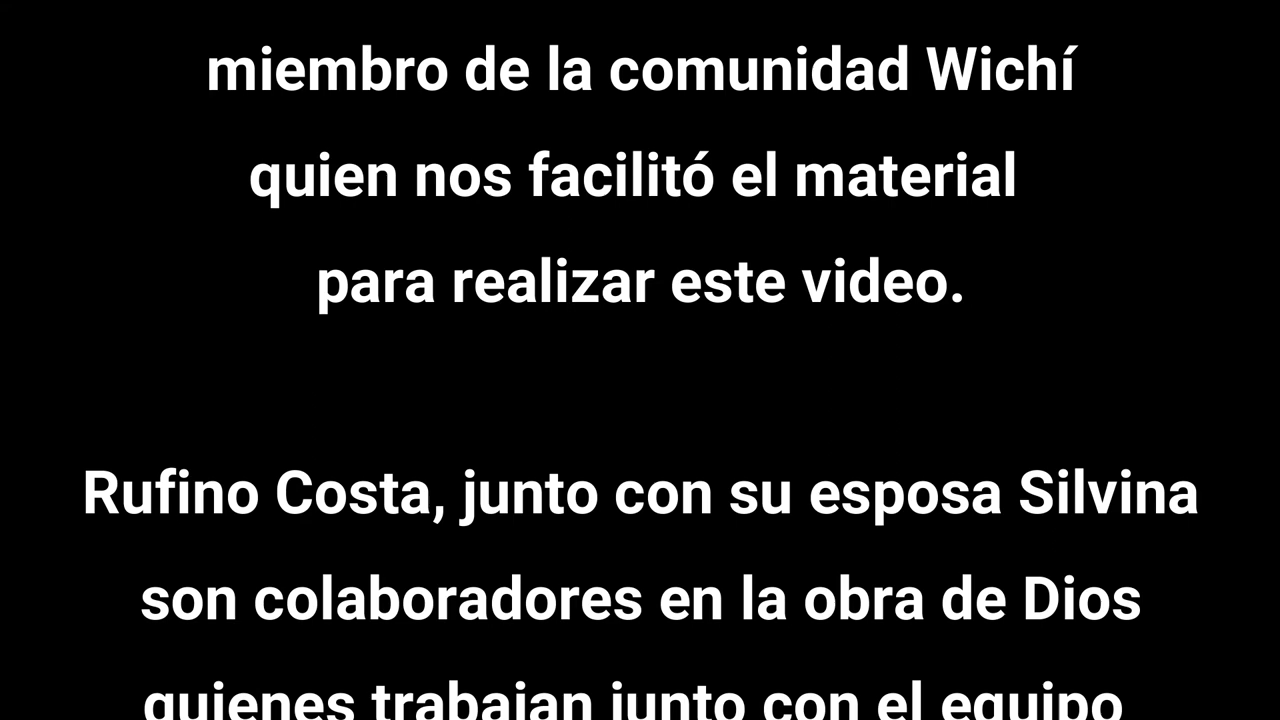 miembro de la comunidad Wichí
quien nos facilitó el material
para realizar este video.
Rufino Costa, junto con su esposa Silvina
son colaboradores en la obra de Dios
quienes trabajan junto con el equipo